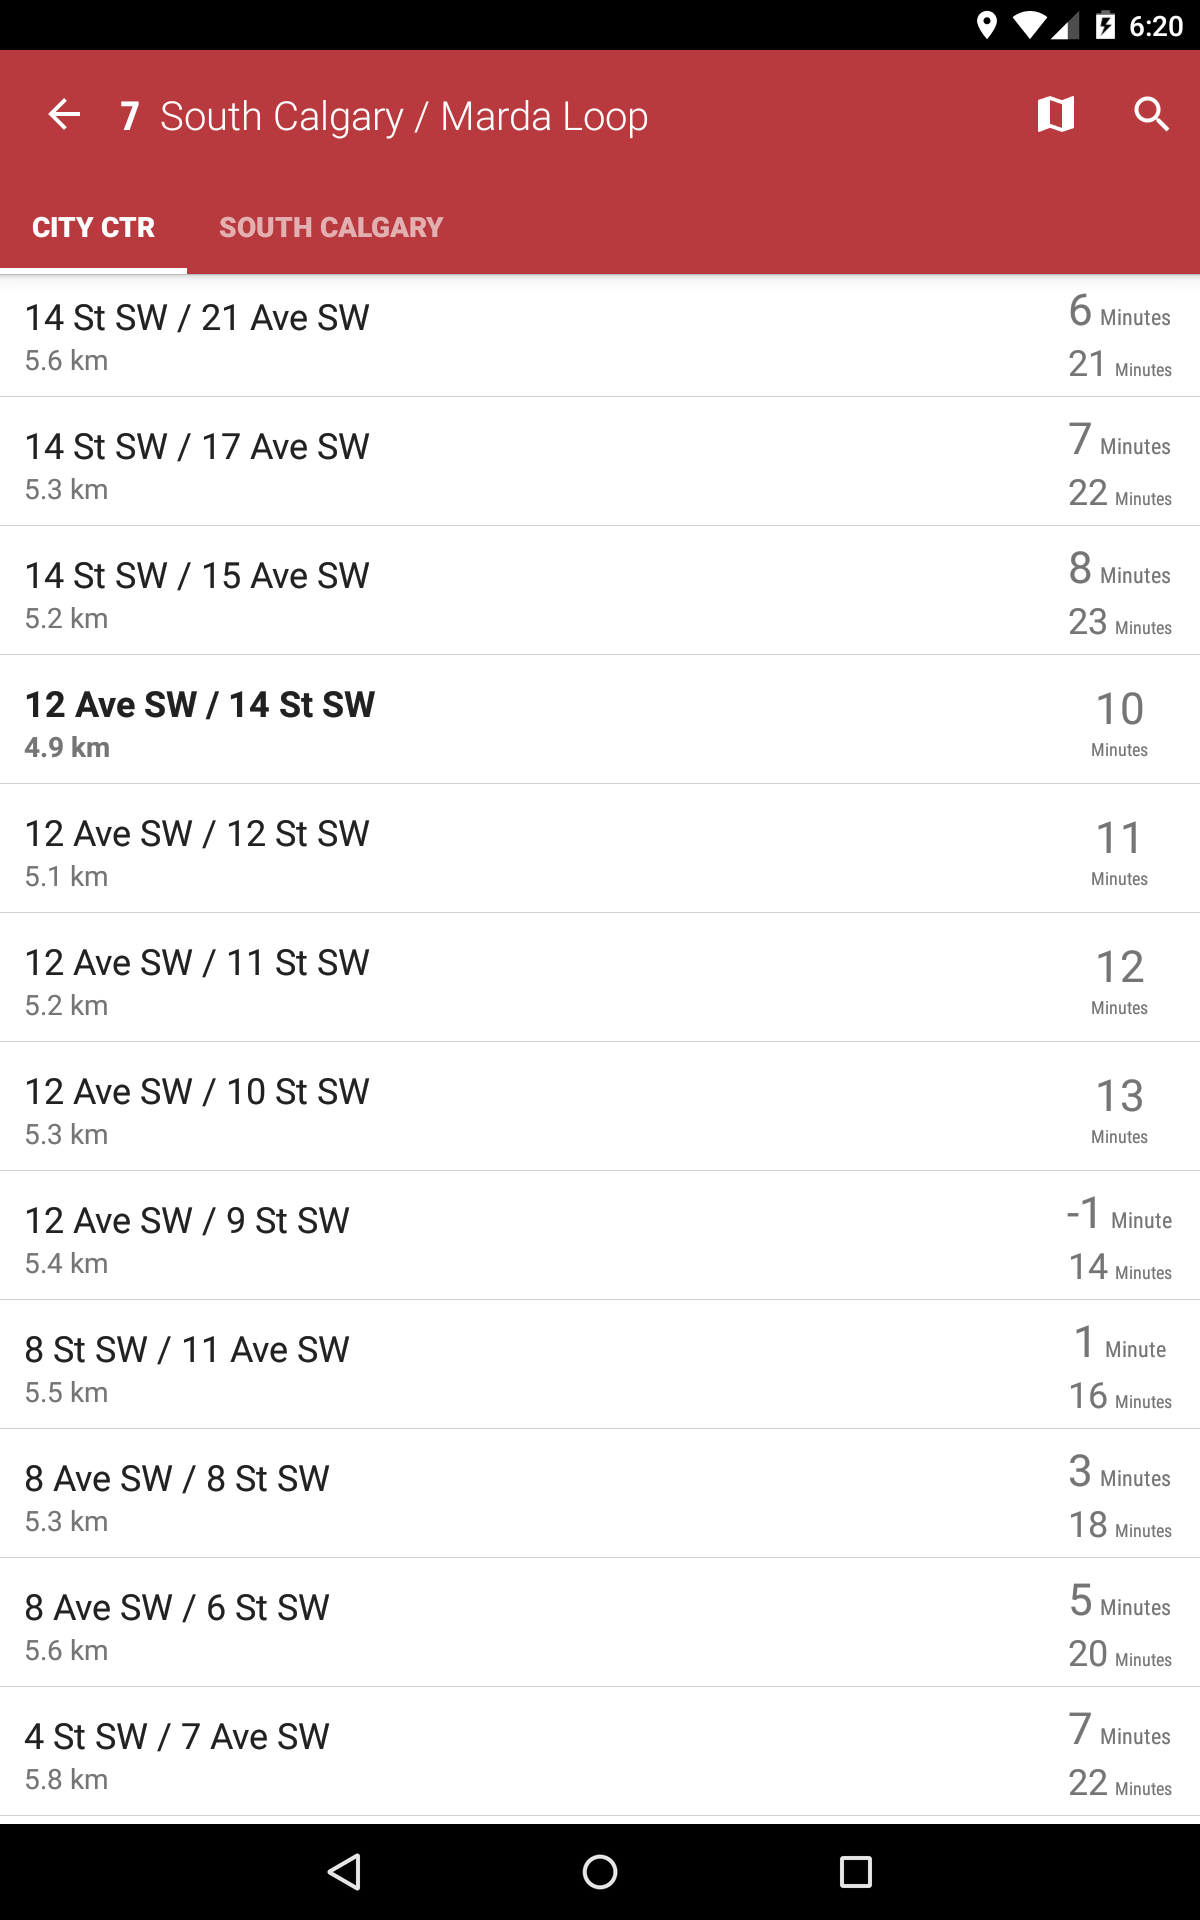 6:20
7 South Calgary / Marda Loop
CITY CTR SOUTH CALGARY
14 St SW / 21 Ave SW
5.6 km
6 Minutes
21 Minutes
14 St SW / 17 Ave SW
5.3 km
7 Minutes
22 Minutes
14 St SW / 15 Ave SW
5.2 km
8 Minutes
23 Minutes
12 Ave SW / 14 St SW
4.9 km
10
Minutes
12 Ave SW / 12 St SW
5.1 km
11
Minutes
12 Ave SW / 11 St SW
5.2 km
12
Minutes
12 Ave SW / 10 St SW
5.3 km
13
Minutes
12 Ave SW / 9 St SW
5.4 km
-1 Minute
14 Minutes
8 St SW / 11 Ave SW
5.5 km
1 Minute
16 Minutes
8 Ave SW / 8 St SW
5.3 km
3 Minutes
18 Minutes
8 Ave SW / 6 St SW
5.6 km
5 Minutes
20 Minutes
4 St SW / 7 Ave SW
5.8 km
7 Minutes
22 Minutes